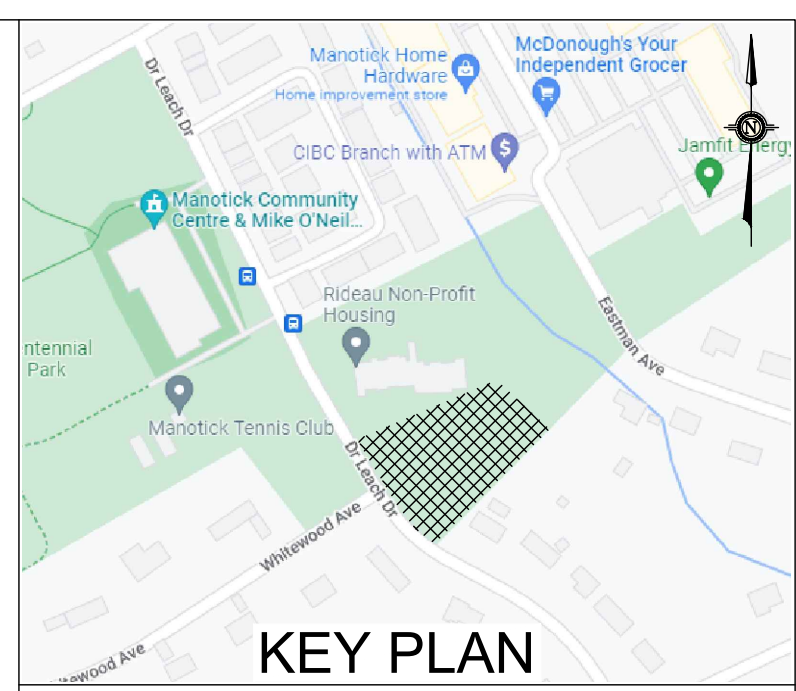 Manotick Home
Hardware
Home improvement store
McDonough's Your
Independent Grocer
Dr Leach Dr
CIBC Branch with ATM
$
N
Jamfit Energy
Manotick Community
Centre & Mike O'Neil...
Rideau Non-Profit
Housing
Eastman Ave
ntennial
Park
Manotick Tennis Club
Dr Leach Dr
Whitewood Ave
itewood Ave
KEY PLAN